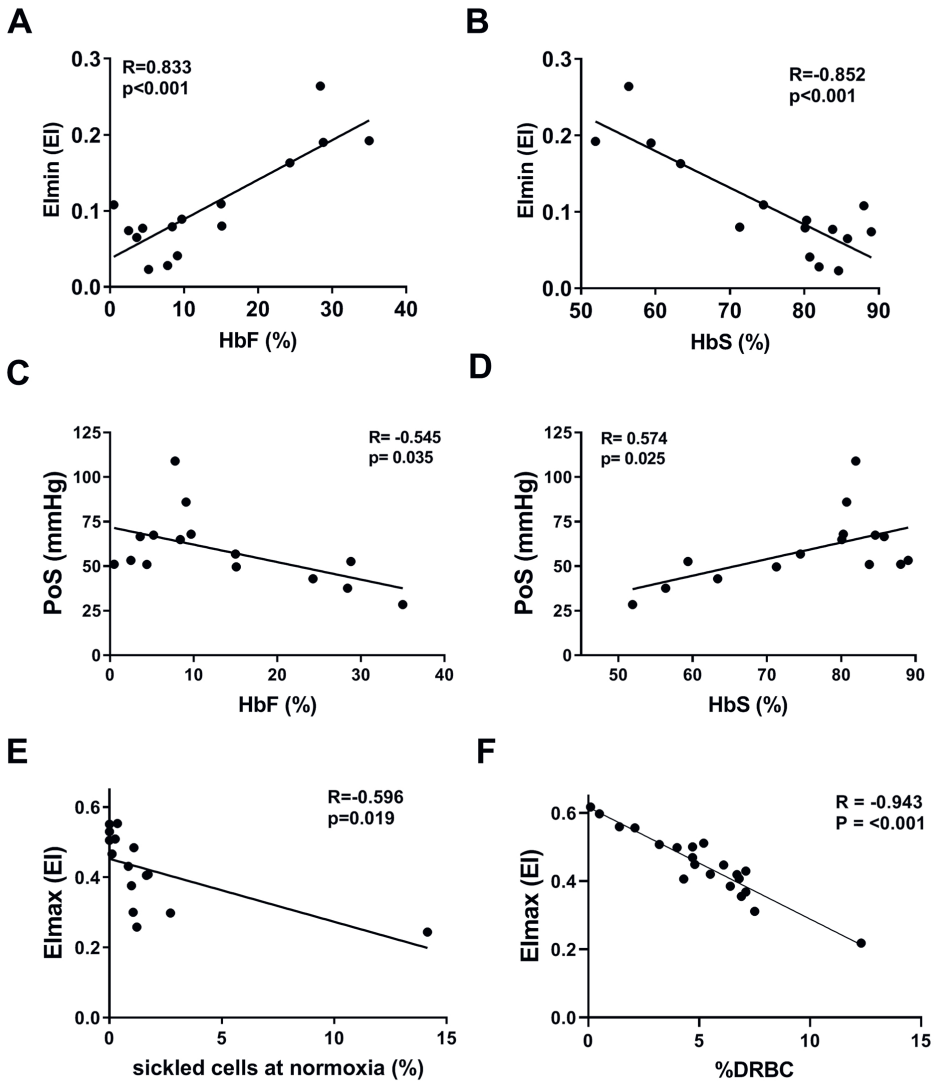 A
R=0.833
p<0.001
0.3
0.2
0.1
0.0
EImin (EI)
0
10
20
30
40
HbF (%)
B
R=-0.852
p<0.001
0.3
0.2
0.1
0.0
EImin (EI)
50
60
70
80
90
HbS (%)
C
R= -0.545
p= 0.035
125
100
75
50
25
0
PoS (mmHg)
0
10
20
30
40
HbF (%)
D
R= 0.574
p= 0.025
125
100
75
50
25
0
PoS (mmHg)
50
60
70
80
90
HbS (%)
E
R=-0.596
p=0.019
0.6
0.4
0.2
0.0
EImax (EI)
0
5
10
15
sickled cells at normoxia (%)
F
R = -0.943
P = <0.001
0.6
0.4
0.2
0.0
EImax (EI)
0
5
10
15
%DRBC